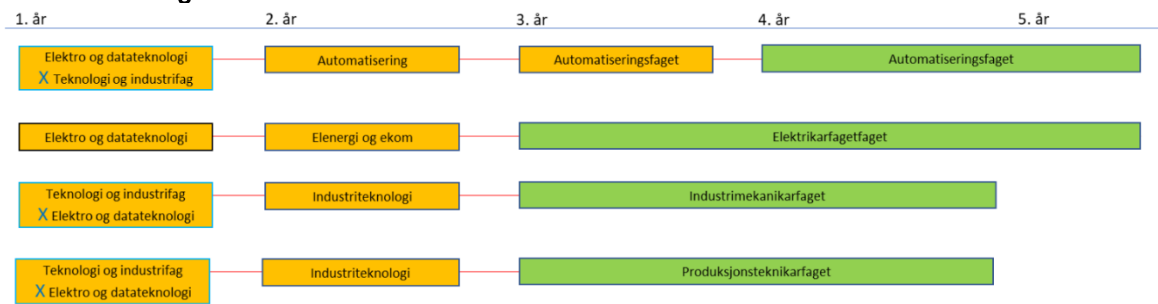 1. år 2. år 3. år 4. år 5. år
Elektro og datateknologi
X Teknologi og industrifag
Automatisering
Automatiseringsfaget
Automatiseringsfaget
Elektro og datateknologi
Elenergi og ekom
Elektrikarfagetfaget
Teknologi og industrifag
X Elektro og datateknologi
Industriteknologi
Industrimekanikarfaget
Teknologi og industrifag
X Elektro og datateknologi
Industriteknologi
Produksjonsteknikarfaget